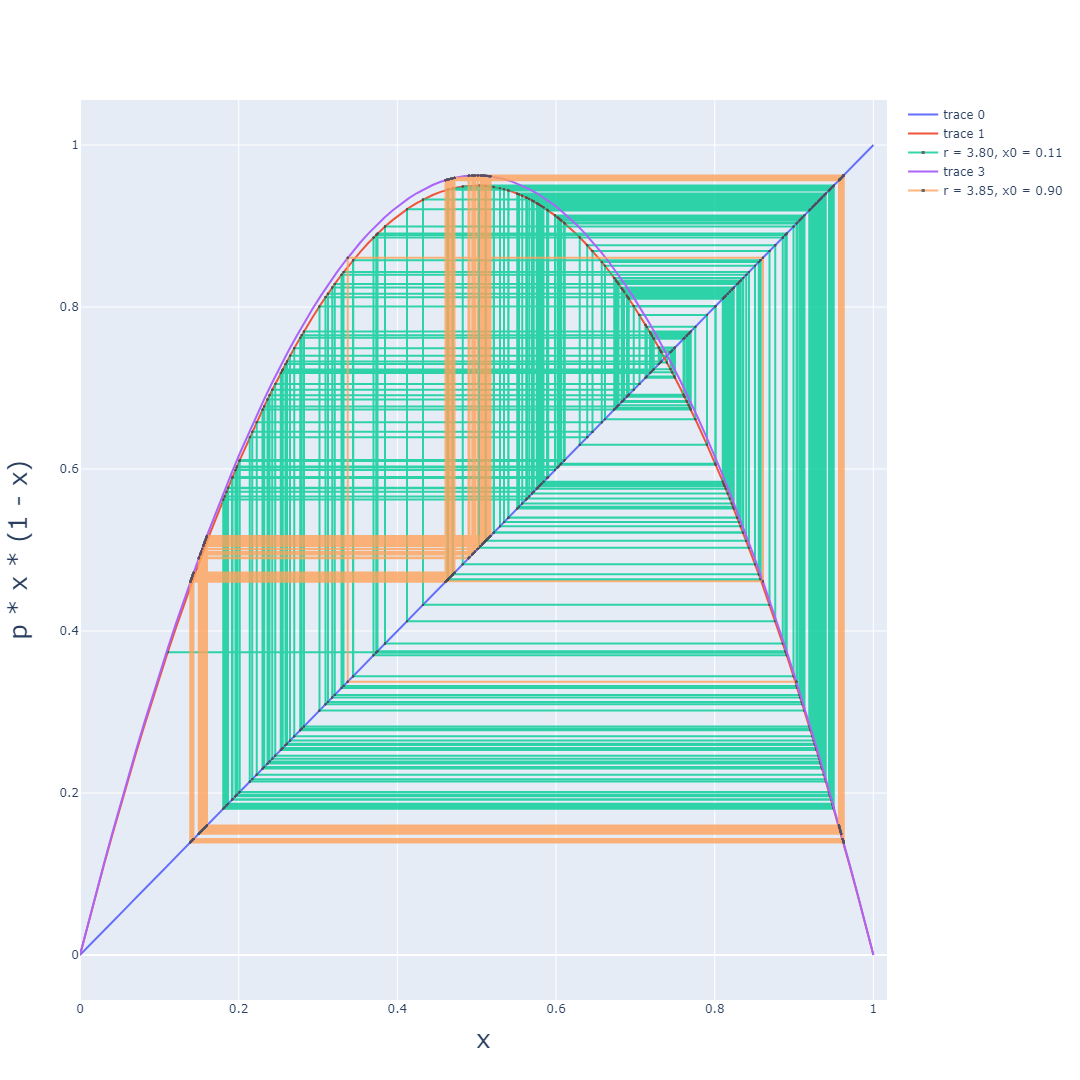 trace 0
trace 1
r = 3.80, x0 = 0.11
trace 3
r = 3.85, x0 = 0.90
p * x * (1 - x)
1
0.8
0.6
0.4
0.2
0
0 0.2 0.4 0.6 0.8 1
x